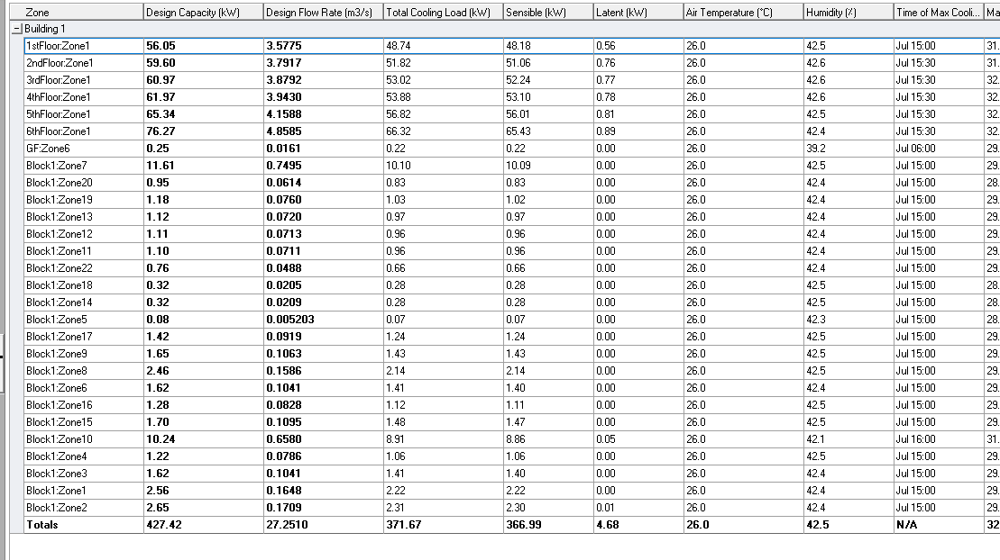 Zone Design Capacity (kW) Design Flow Rate (m3/s) Total Cooling Load (kW) Sensible (kW) Latent (kW) Air Temperature (°C) Humidity (%) Time of Max Cooli... Ma
Building 1
1stFloor:Zone1 56.05 3.5775 48.74 48.18 0.56 26.0 42.5 Jul 15:00 31.
2ndFloor:Zone1 59.60 3.7917 51.82 51.06 0.76 26.0 42.6 Jul 15:30 31.
3rdFloor:Zone1 60.97 3.8792 53.02 52.24 0.77 26.0 42.6 Jul 15:30 32.
4thFloor:Zone1 61.97 3.9430 53.88 53.10 0.78 26.0 42.6 Jul 15:30 32.
5thFloor:Zone1 65.34 4.1588 56.82 56.01 0.81 26.0 42.5 Jul 15:30 32.
6thFloor:Zone1 76.27 4.8585 66.32 65.43 0.89 26.0 42.4 Jul 15:30 32.
GF:Zone6 0.25 0.0161 0.22 0.22 0.00 26.0 39.2 Jul 06:00 29.
Block1:Zone7 11.61 0.7495 10.10 10.09 0.00 26.0 42.5 Jul 15:00 29.
Block1:Zone20 0.95 0.0614 0.83 0.83 0.00 26.0 42.4 Jul 15:00 28.
Block1:Zone19 1.18 0.0760 1.03 1.02 0.00 26.0 42.4 Jul 15:00 29.
Block1:Zone13 1.12 0.0720 0.97 0.97 0.00 26.0 42.4 Jul 15:00 29.
Block1:Zone12 1.11 0.0713 0.96 0.96 0.00 26.0 42.4 Jul 15:00 29.
Block1:Zone11 1.10 0.0711 0.96 0.96 0.00 26.0 42.4 Jul 15:00 29.
Block1:Zone22 0.76 0.0488 0.66 0.66 0.00 26.0 42.4 Jul 15:00 29.
Block1:Zone18 0.32 0.0205 0.28 0.28 0.00 26.0 42.5 Jul 15:00 28.
Block1:Zone14 0.32 0.0209 0.28 0.28 0.00 26.0 42.5 Jul 15:00 28.
Block1:Zone5 0.08 0.005203 0.07 0.07 0.00 26.0 42.3 Jul 15:00 28.
Block1:Zone17 1.42 0.0919 1.24 1.24 0.00 26.0 42.5 Jul 15:00 29.
Block1:Zone9 1.65 0.1063 1.43 1.43 0.00 26.0 42.5 Jul 15:00 29.
Block1:Zone8 2.46 0.1586 2.14 2.14 0.00 26.0 42.5 Jul 15:00 29.
Block1:Zone6 1.62 0.1041 1.41 1.40 0.00 26.0 42.4 Jul 15:00 29.
Block1:Zone16 1.28 0.0828 1.12 1.11 0.00 26.0 42.5 Jul 15:00 29.
Block1:Zone15 1.70 0.1095 1.48 1.47 0.00 26.0 42.5 Jul 15:00 29.
Block1:Zone10 10.24 0.6580 8.91 8.86 0.05 26.0 42.1 Jul 16:00 31.
Block1:Zone4 1.22 0.0786 1.06 1.06 0.00 26.0 42.5 Jul 15:00 29.
Block1:Zone3 1.62 0.1041 1.41 1.40 0.00 26.0 42.4 Jul 15:00 29.
Block1:Zone1 2.56 0.1648 2.22 2.22 0.00 26.0 42.4 Jul 15:00 29.
Block1:Zone2 2.65 0.1709 2.31 2.30 0.01 26.0 42.4 Jul 15:00 29.
Totals 427.42 27.2510 371.67 366.99 4.68 26.0 42.5 N/A 32